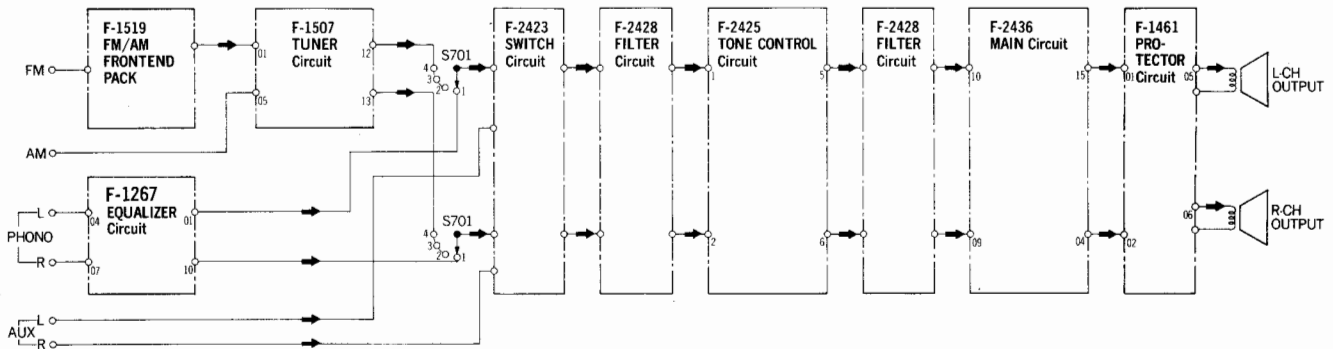 F-1519
FM/AM
FRONTEND
PACK
F-1507
TUNER
Circuit
F-2423
SWITCH
Circuit
F-2428
FILTER
Circuit
F-2425
TONE CONTROL
Circuit
F-2428
FILTER
Circuit
F-2436
MAIN Circuit
F-1461
PRO-
TECTOR
Circuit
FM
01
05
12
13
S701
4
3
2
1
1
5
10
15
01
05
L-CH
OUTPUT
AM
F-1267
EQUALIZER
Circuit
L
PHONO
R
04
07
01
10
S701
4
3
2
1
2
6
09
04
02
06
R-CH
OUTPUT
L
AUX
R